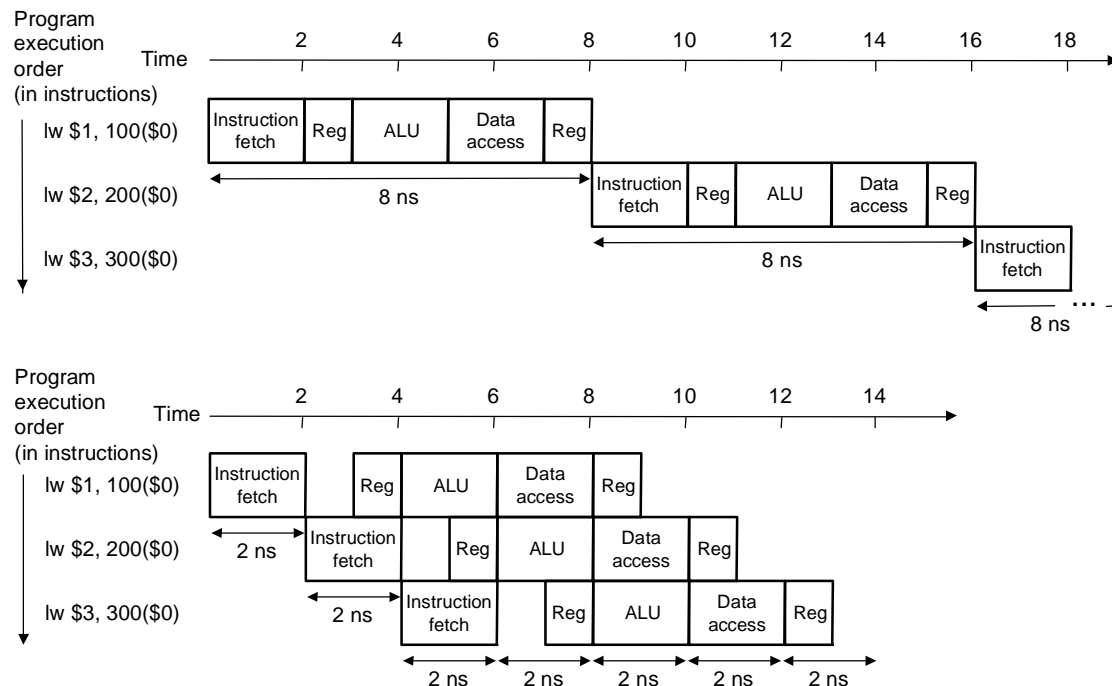 Program
execution
order
(in instructions)
Time
2 4 6 8 10 12 14 16 18
lw $1, 100($0)
Instruction
fetch
Reg
ALU
Data
access
Reg
8 ns
lw $2, 200($0)
Instruction
fetch
Reg
ALU
Data
access
Reg
8 ns
lw $3, 300($0)
Instruction
fetch
...
8 ns
Program
execution
order
(in instructions)
Time
2 4 6 8 10 12 14
lw $1, 100($0)
Instruction
fetch
Reg
ALU
Data
access
Reg
2 ns
lw $2, 200($0)
Instruction
fetch
Reg
ALU
Data
access
Reg
2 ns
lw $3, 300($0)
Instruction
fetch
Reg
ALU
Data
access
Reg
2 ns 2 ns 2 ns 2 ns 2 ns